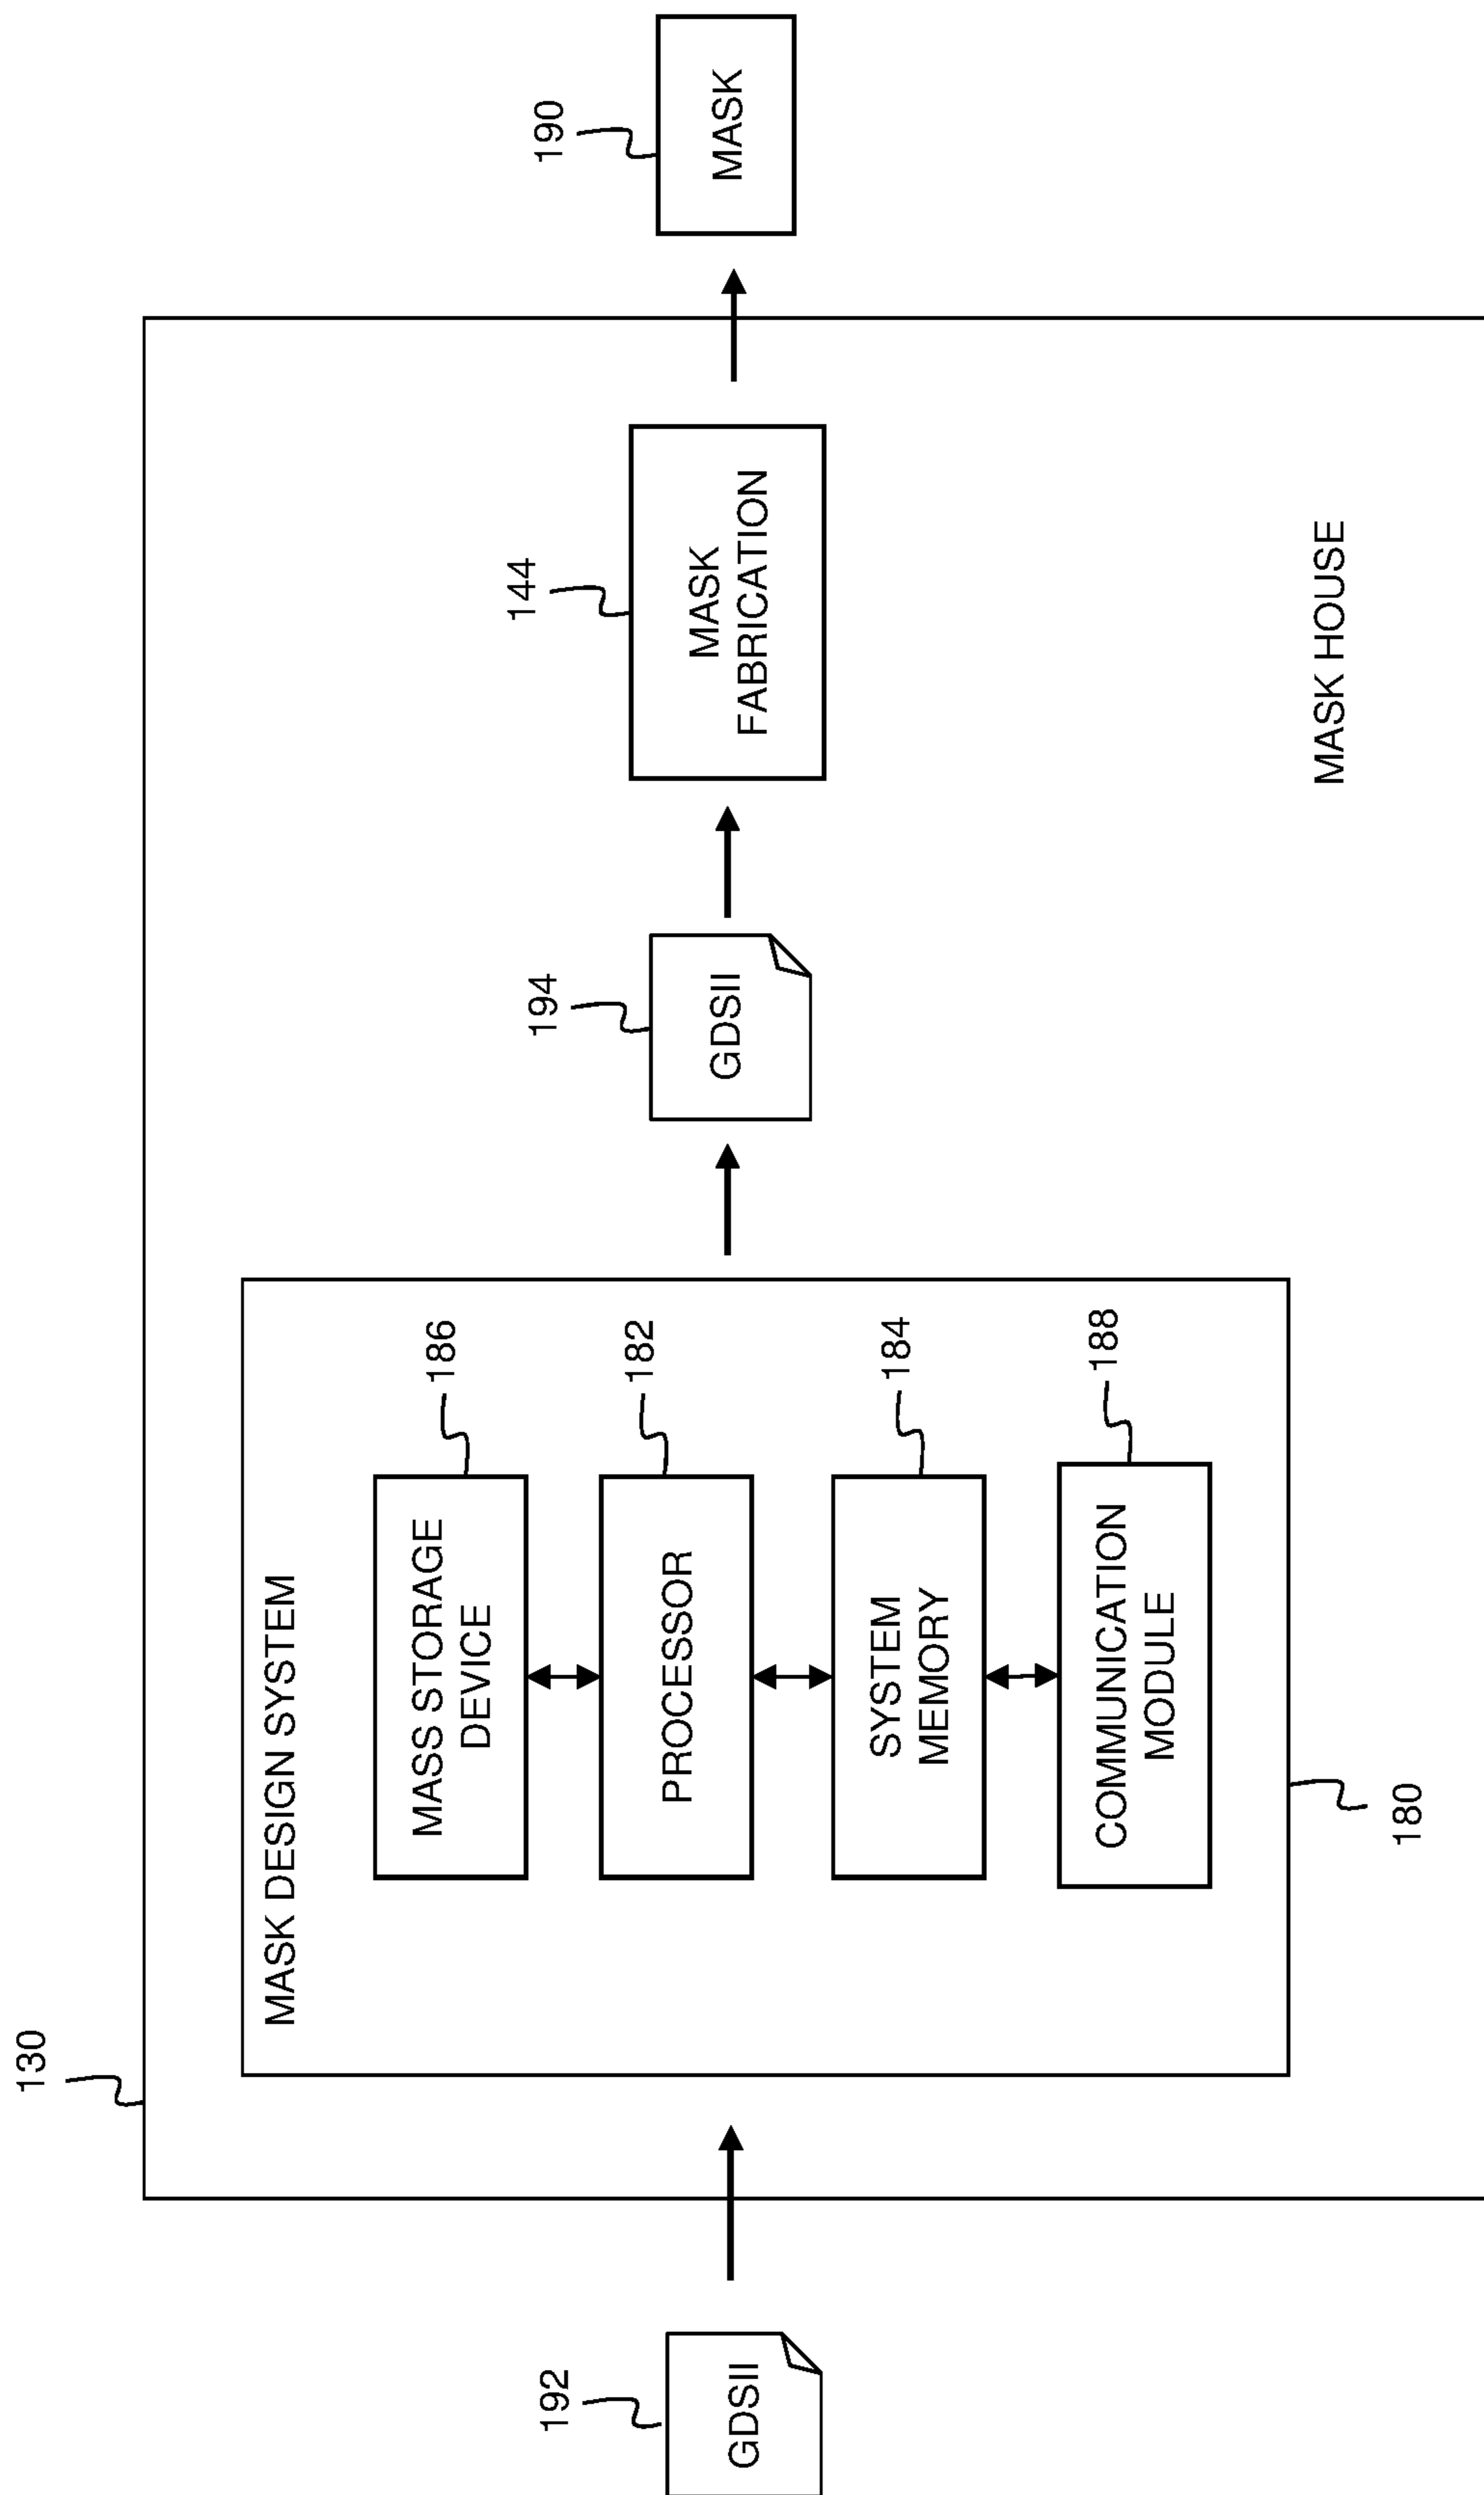 130
MASK DESIGN SYSTEM
186
MASS STORAGE
DEVICE
182
PROCESSOR
184
SYSTEM
MEMORY
188
COMMUNICATION
MODULE
180
192
GDSII
194
GDSII
144
MASK
FABRICATION
190
MASK
MASK HOUSE